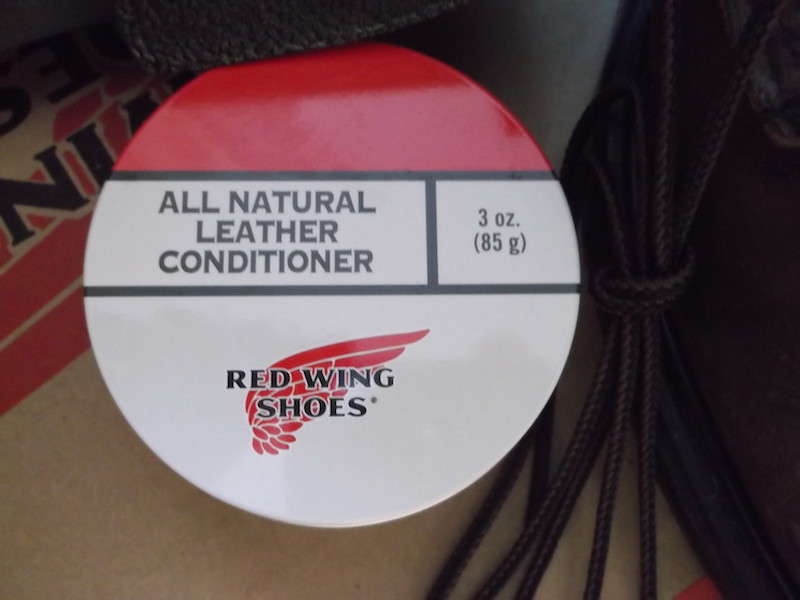 ALL NATURAL
LEATHER
CONDITIONER
3 oz.
(85 g)
RED WING
SHOES®